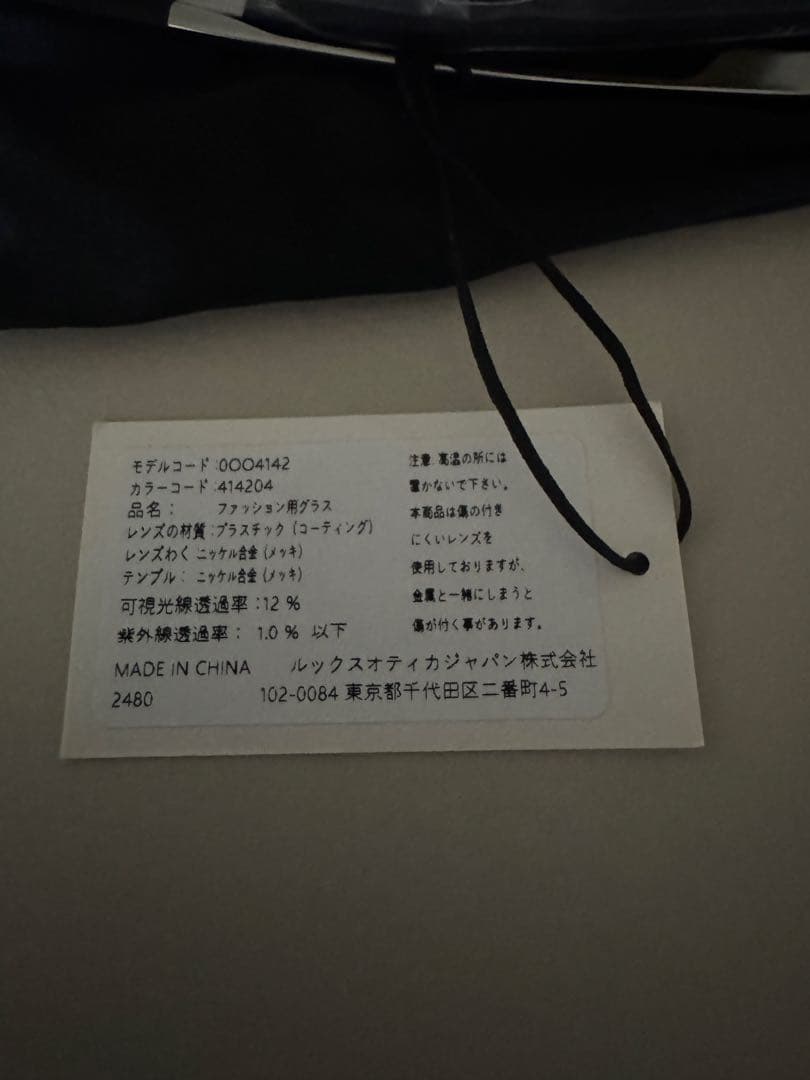 モデルコード :0OO4142
カラーコード :414204
品名： ファッション用グラス
レンズの材質 :プラスチック (コーティング)
レンズわく ニッケル合金 (メッキ)
テンプル： ニッケル合金 (メッキ)
可視光線透過率 :12 %
紫外線透過率： 1.0 % 以下
注意: 高温の所には
置かないで下さい。
本商品は傷の付き
にくいレンズを
使用しておりますが、
金属と一緒にしまうと
傷が付く事があります。
MADE IN CHINA ルックスオティカジャパン株式会社
2480 102-0084 東京都千代田区二番町4-5